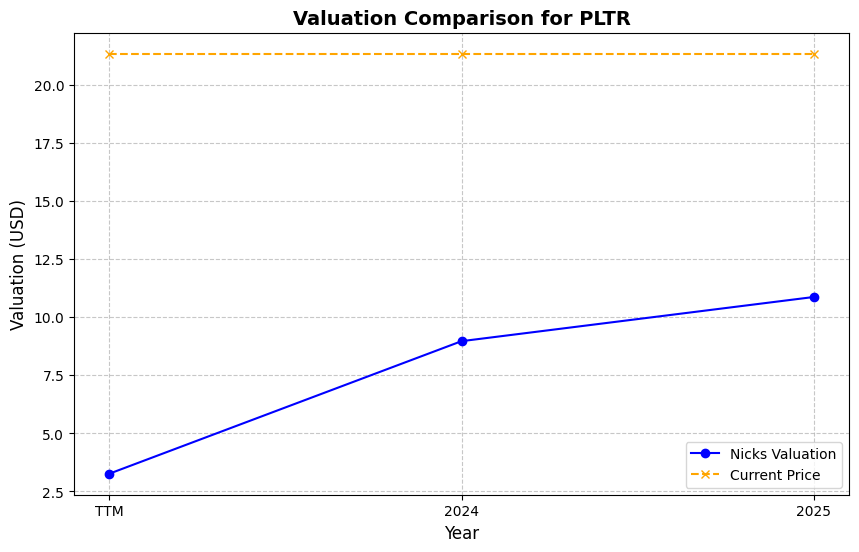 Valuation Comparison for PLTR
Valuation (USD)
20.0
17.5
15.0
12.5
10.0
7.5
5.0
2.5
Nicks Valuation
Current Price
TTM
2024
2025
Year